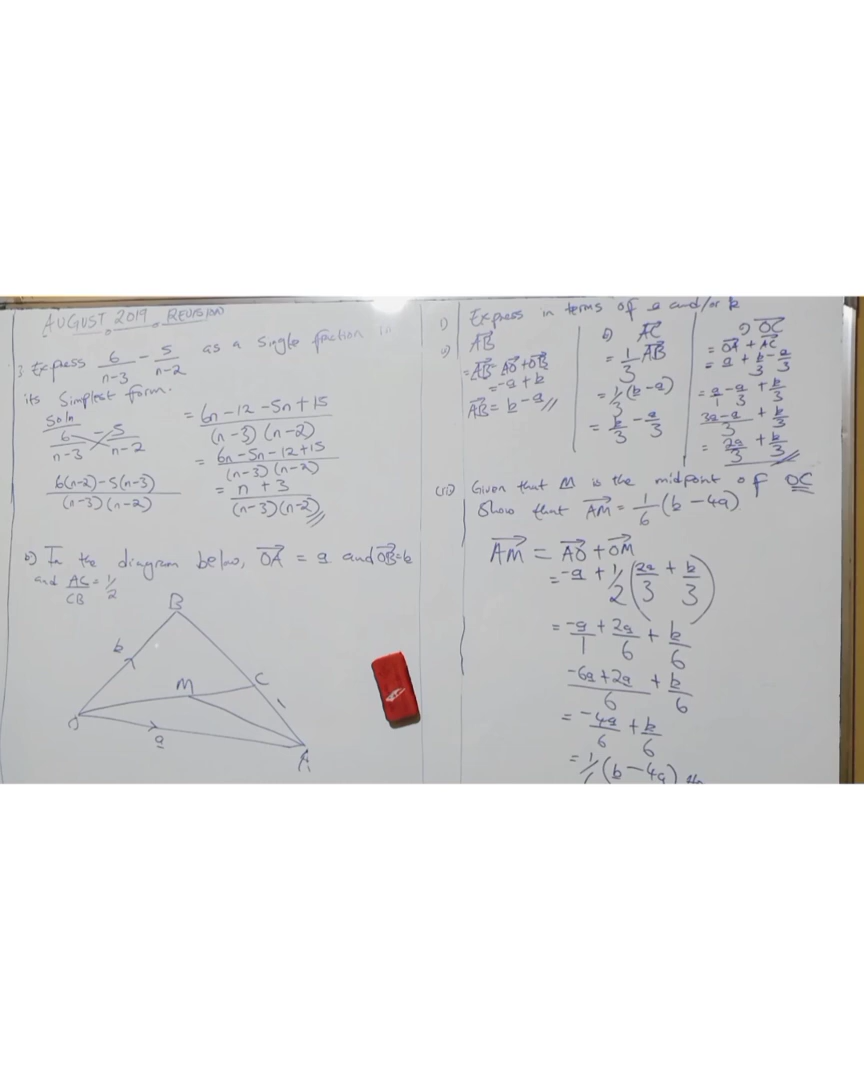 AUGUST 2019 REVISION
3 Express 6/(n-3) - 5/(n-2) as a single fraction in
its Simplest form.
Soln
6/(n-3) - 5/(n-2)
(6(n-2) - 5(n-3))/((n-3)(n-2))
= (6n - 12 - 5n + 15)/((n-3)(n-2))
= (6n - 5n - 12 + 15)/((n-3)(n-2))
= (n + 3)/((n-3)(n-2))
b) In the diagram below, OA = a and OB = b
and AC/CB = 1/2
B
b
M
C
1
O
a
A
i) Express in terms of a and/or b
a) AB
= AB = AO + OB
= -a + b
AB = b - a
b) AC
= 1/3 AB
= 1/3 (b - a)
= b/3 - a/3
c) OC
= OA + AC
= a + b/3 - a/3
= a/1 - a/3 + b/3
(3a - a)/3 + b/3
= 2a/3 + b/3
(ii) Given that M is the midpoint of OC
Show that AM = 1/6 (b - 4a)
AM = AO + OM
= -a + 1/2 (2a/3 + b/3)
= -a/1 + 2a/6 + b/6
(-6a + 2a)/6 + b/6
= -4a/6 + b/6
(b - 4a)